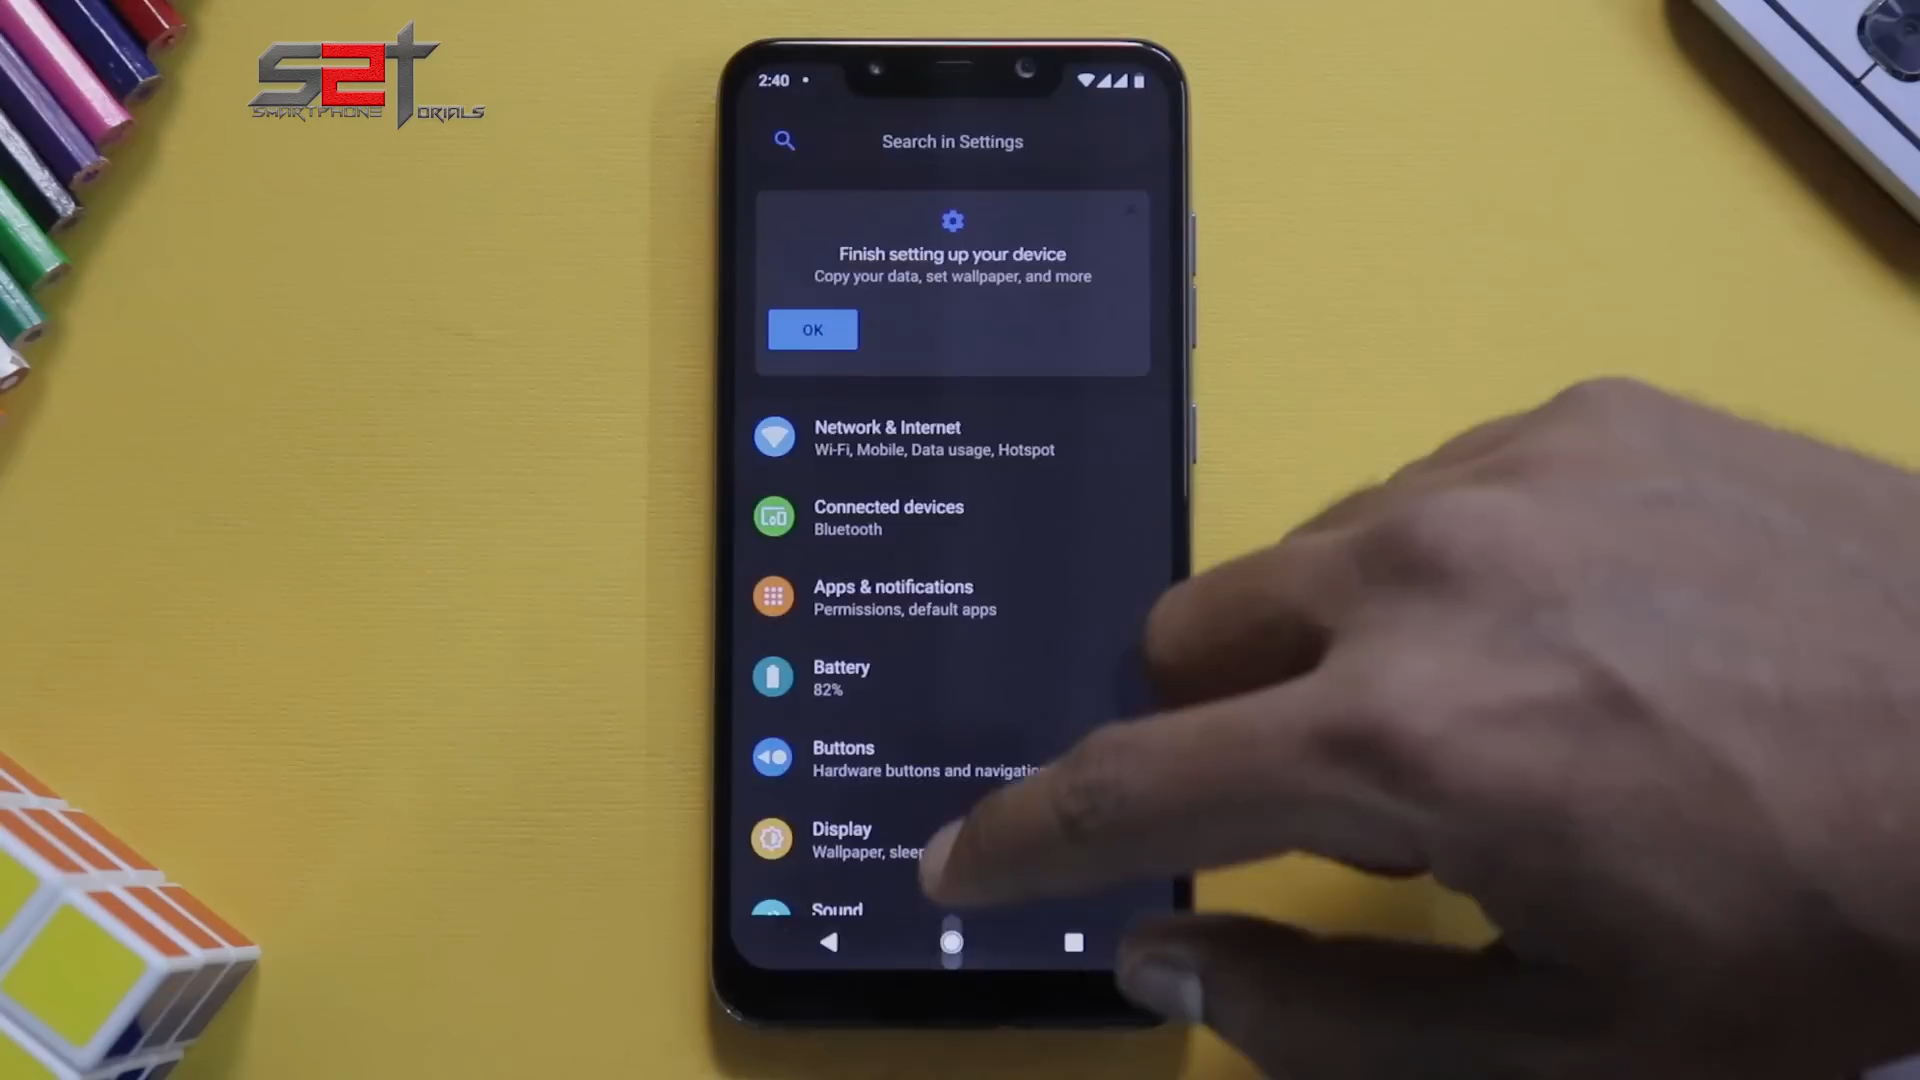 S2T
SMARTPHONE TORIALS
2:40
Search in Settings
Finish setting up your device
Copy your data, set wallpaper, and more
OK
Network & Internet
Wi-Fi, Mobile, Data usage, Hotspot
Connected devices
Bluetooth
Apps & notifications
Permissions, default apps
Battery
82%
Buttons
Hardware buttons and navigation
Display
Wallpaper, sleep
Sound